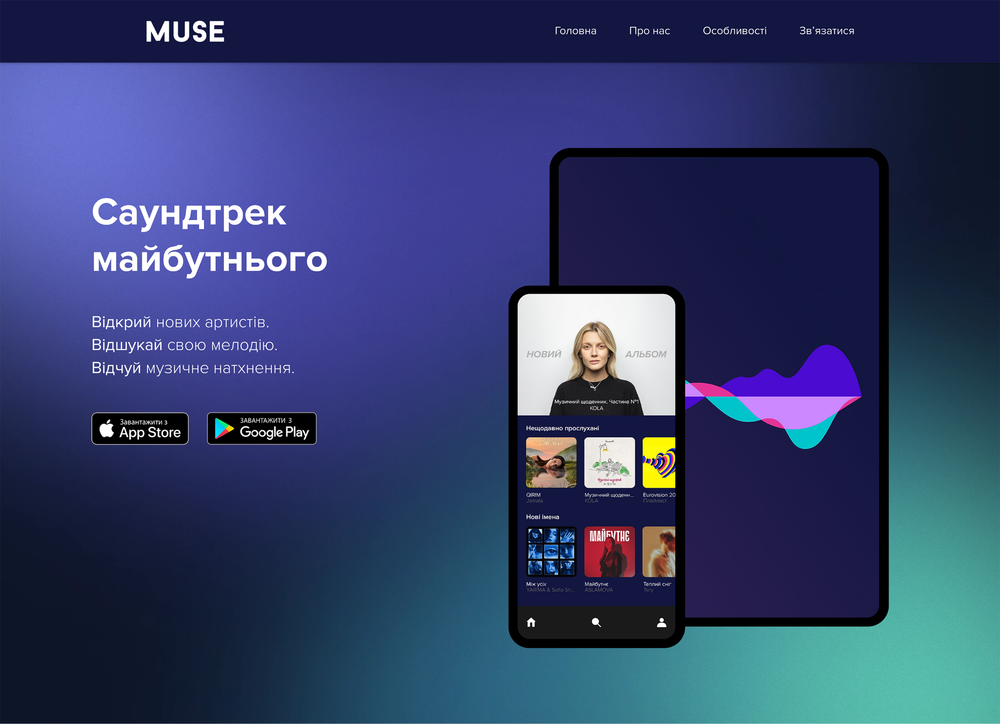 MUSE
Головна
Про нас
Особливості
Зв’язатися
Саундтрек
майбутнього
Відкрий нових артистів.
Відшукай свою мелодію.
Відчуй музичне натхнення.
Завантажити з
App Store
ЗАВАНТАЖИТИ З
Google Play
НОВИЙ АЛЬБОМ
Музичний щоденник. Частина №1
KOLA
Нещодавно прослухані
QIRIM
Jamala
Музичний щоденник
Музичний щоденн...
KOLA
Eurovision 20
Плейлист
Нові імена
МАЙБУТНЄ
Між усіх
YARIMA & Sofia Sh...
Майбутнє
ASLAMOVA
Теплий сніг
Tery